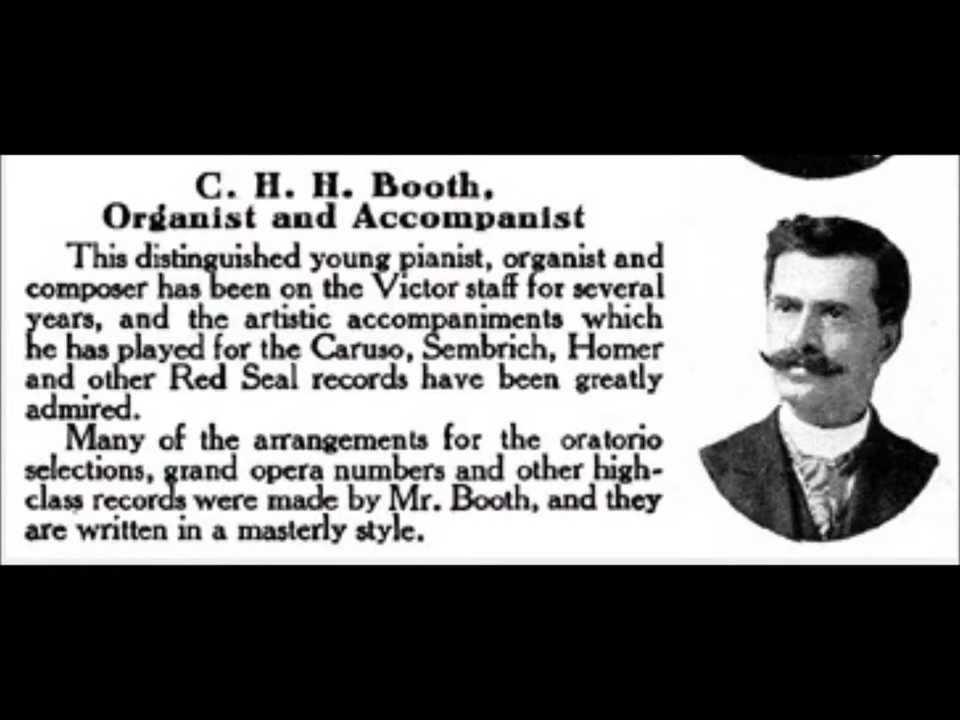 C. H. H. Booth,
Organist and Accompanist
This distinguished young pianist, organist and
composer has been on the Victor staff for several
years, and the artistic accompaniments which
he has played for the Caruso, Sembrich, Homer
and other Red Seal records have been greatly
admired.
Many of the arrangements for the oratorio
selections, grand opera numbers and other high-
class records were made by Mr. Booth, and they
are written in a masterly style.